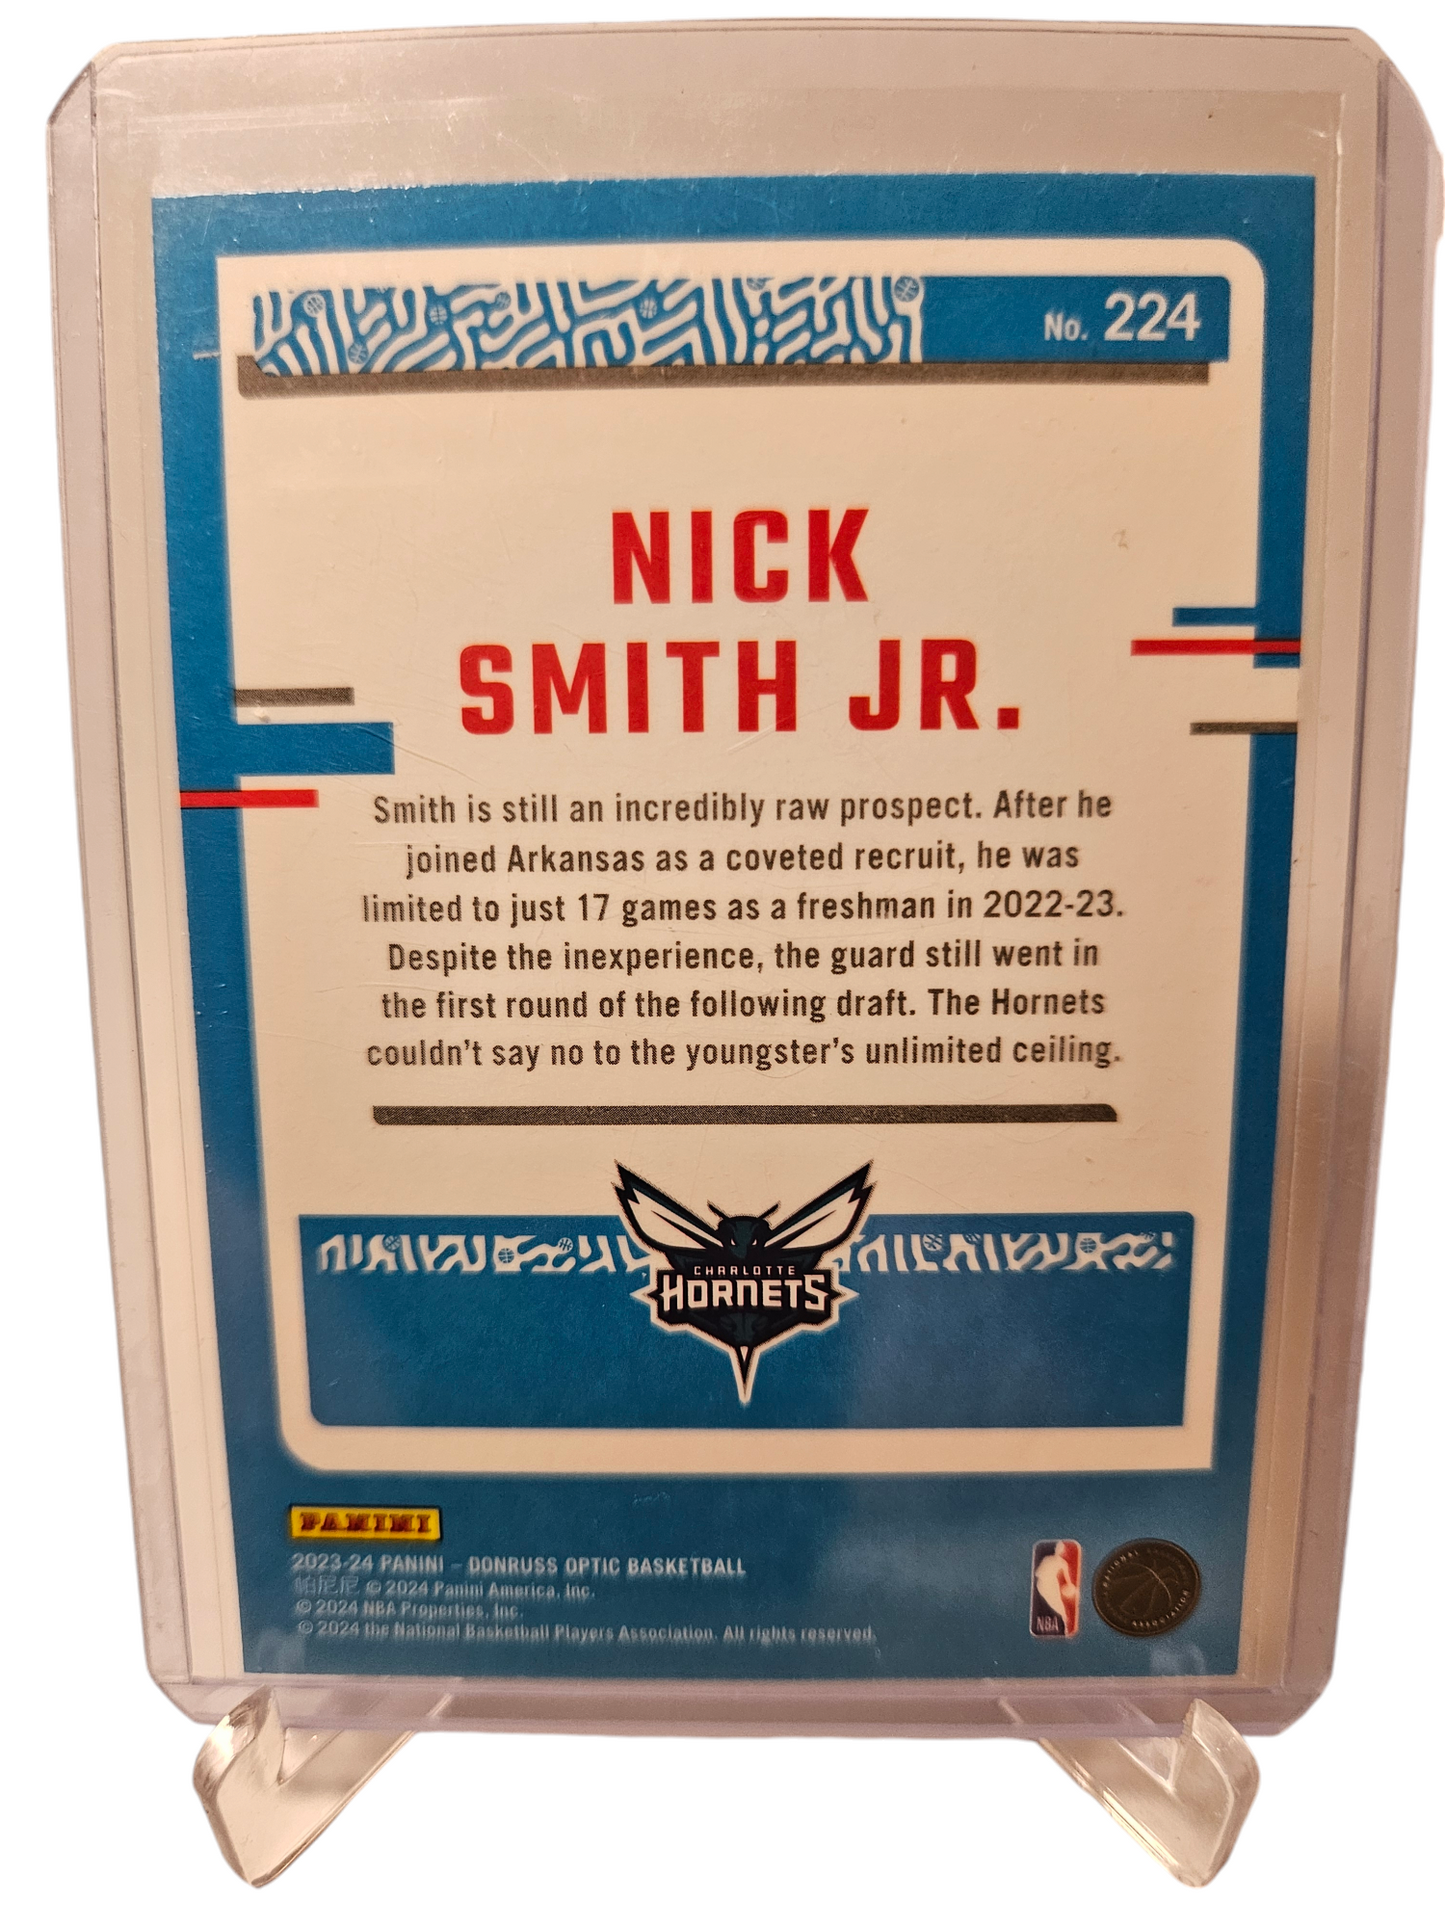 No. 224
NICK
SMITH JR.
Smith is still an incredibly raw prospect. After he
joined Arkansas as a coveted recruit, he was
limited to just 17 games as a freshman in 2022-23.
Despite the inexperience, the guard still went in
the first round of the following draft. The Hornets
couldn't say no to the youngster's unlimited ceiling.
CHARLOTTE
HORNETS
PANINI
2023-24 PANINI – DONRUSS OPTIC BASKETBALL
帕尼尼 © 2024 Panini America, Inc.
© 2024 NBA Properties, Inc.
© 2024 the National Basketball Players Association. All rights reserved.
NBA